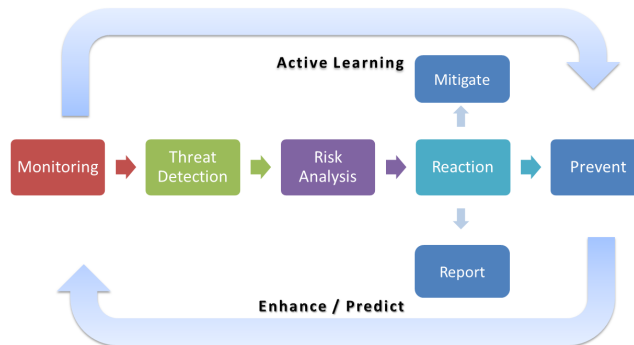 Active Learning
Mitigate
Monitoring
Threat
Detection
Risk
Analysis
Reaction
Prevent
Report
Enhance / Predict